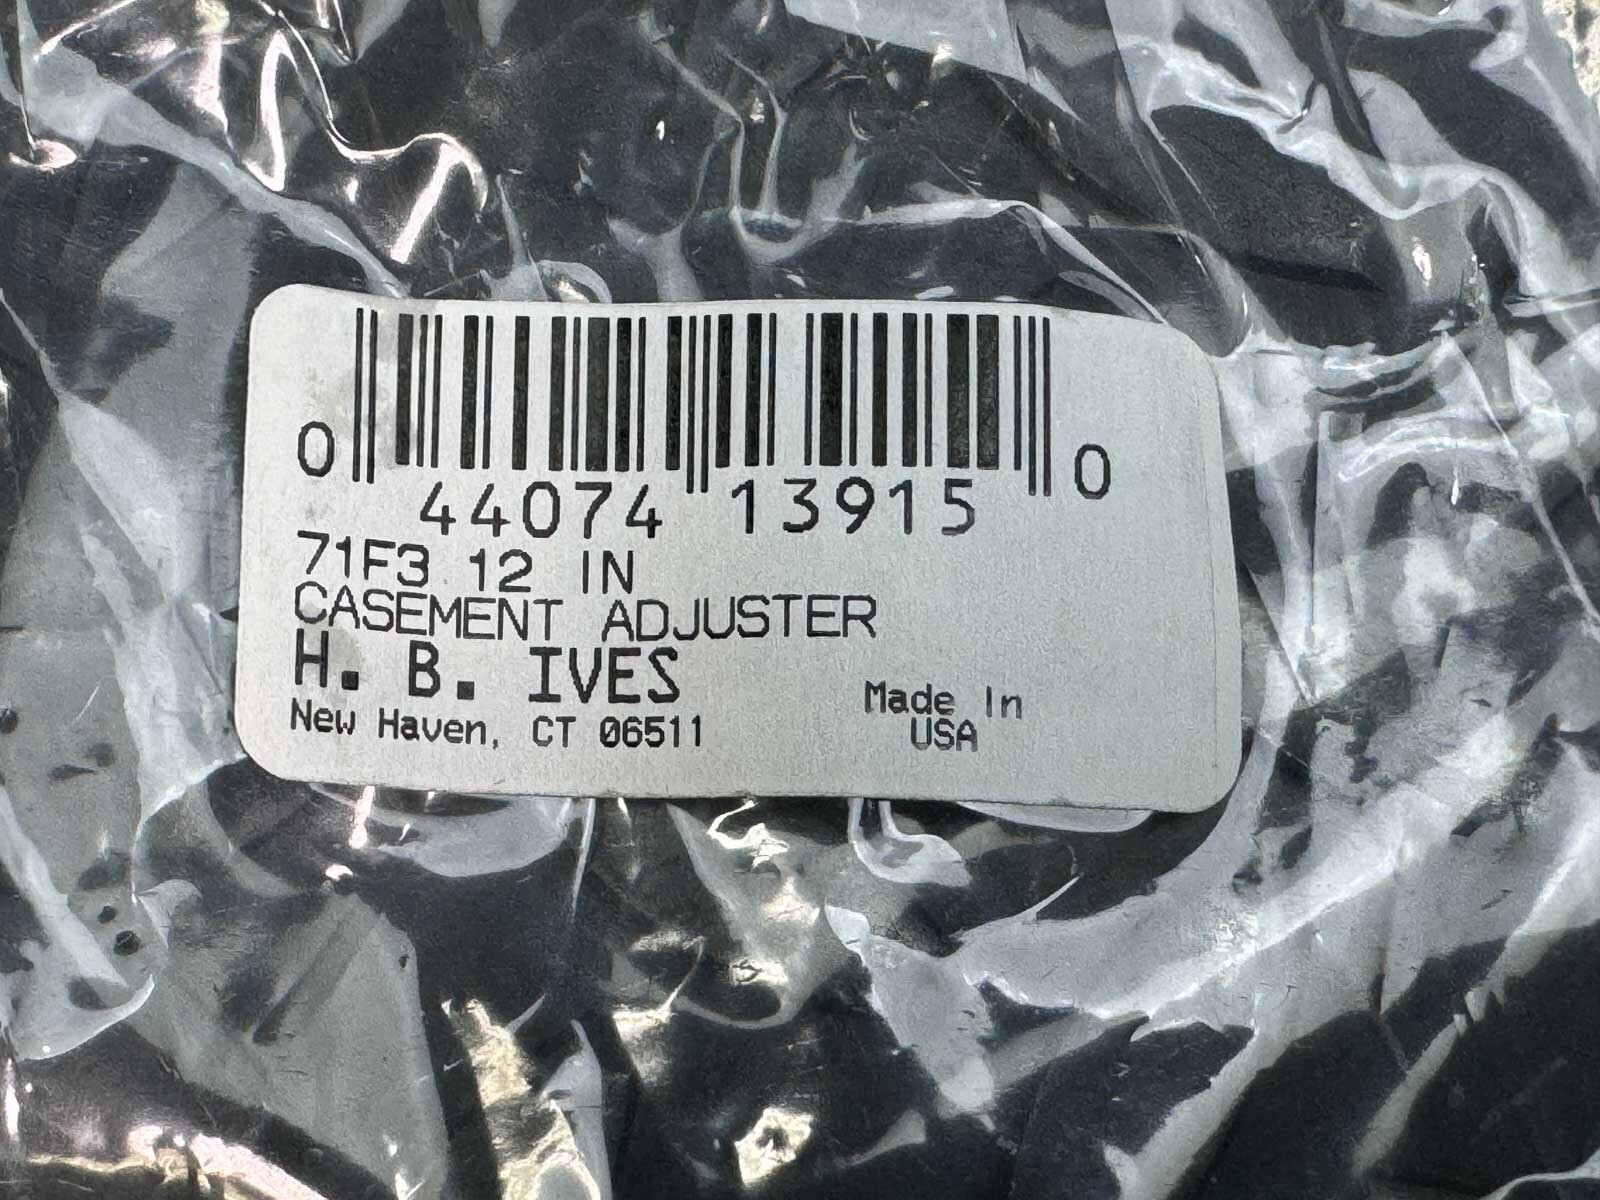 0 44074 13915 0
71F3 12 IN
CASEMENT ADJUSTER
H. B. IVES
New Haven, CT 06511
Made In
USA